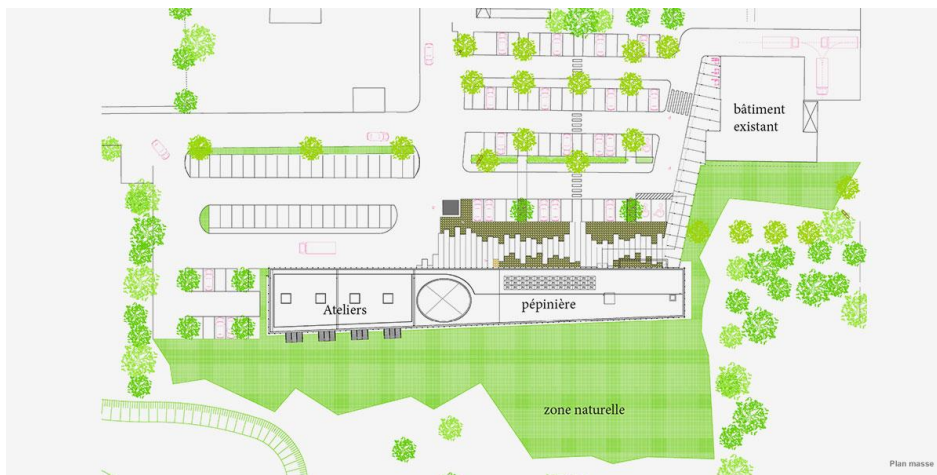 bâtiment
existant
Ateliers
pépinière
zone naturelle
Plan masse